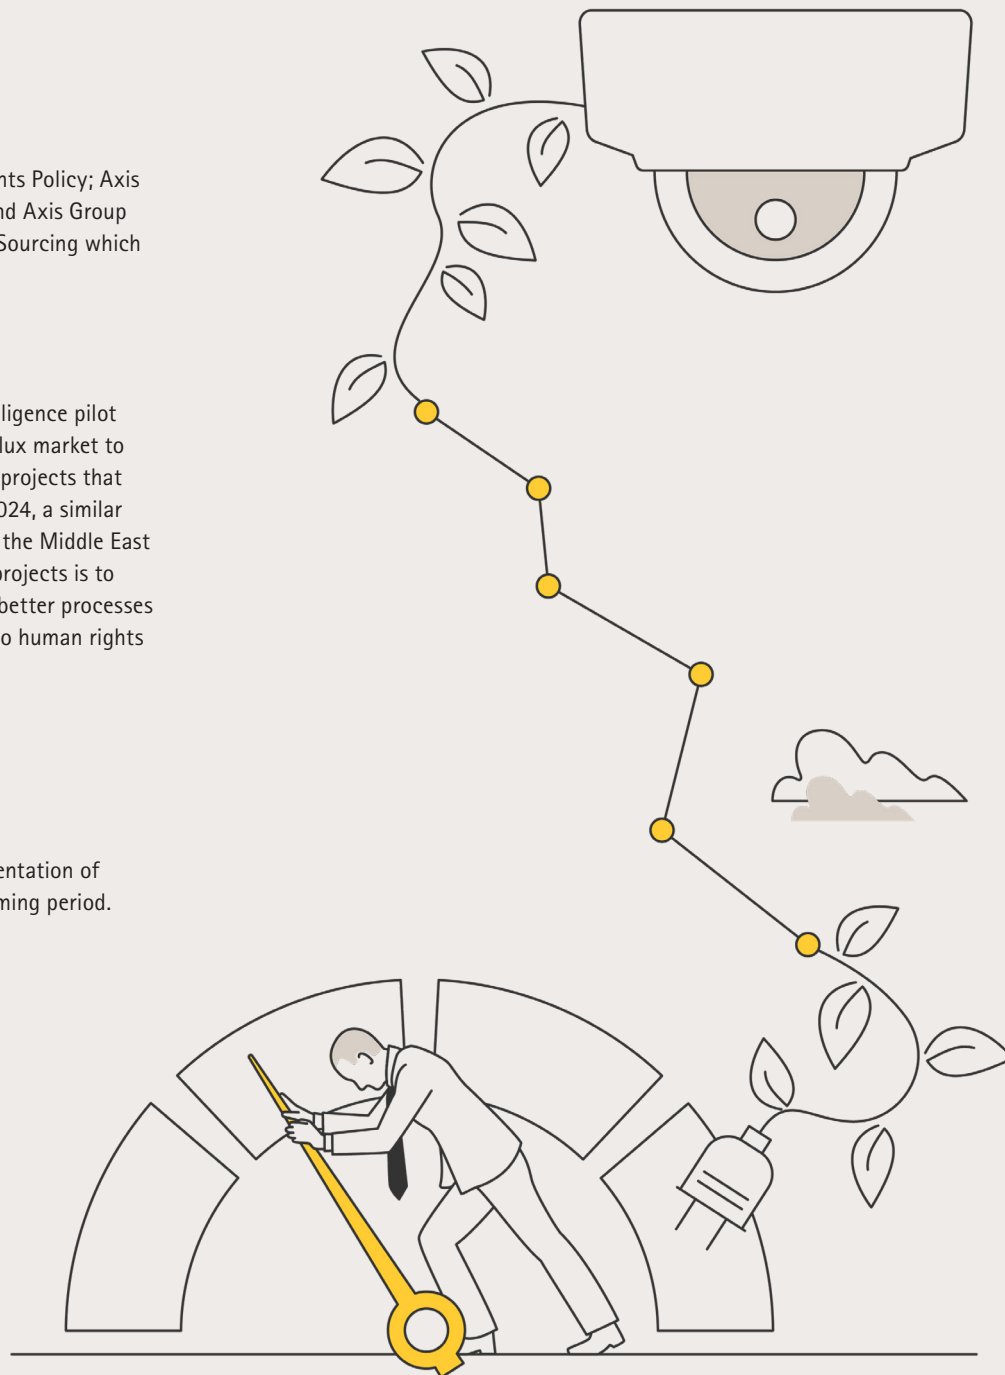 nts Policy; Axis
nd Axis Group
Sourcing which
ligence pilot
lux market to
projects that
024, a similar
the Middle East
projects is to
better processes
o human rights
entation of
ming period.